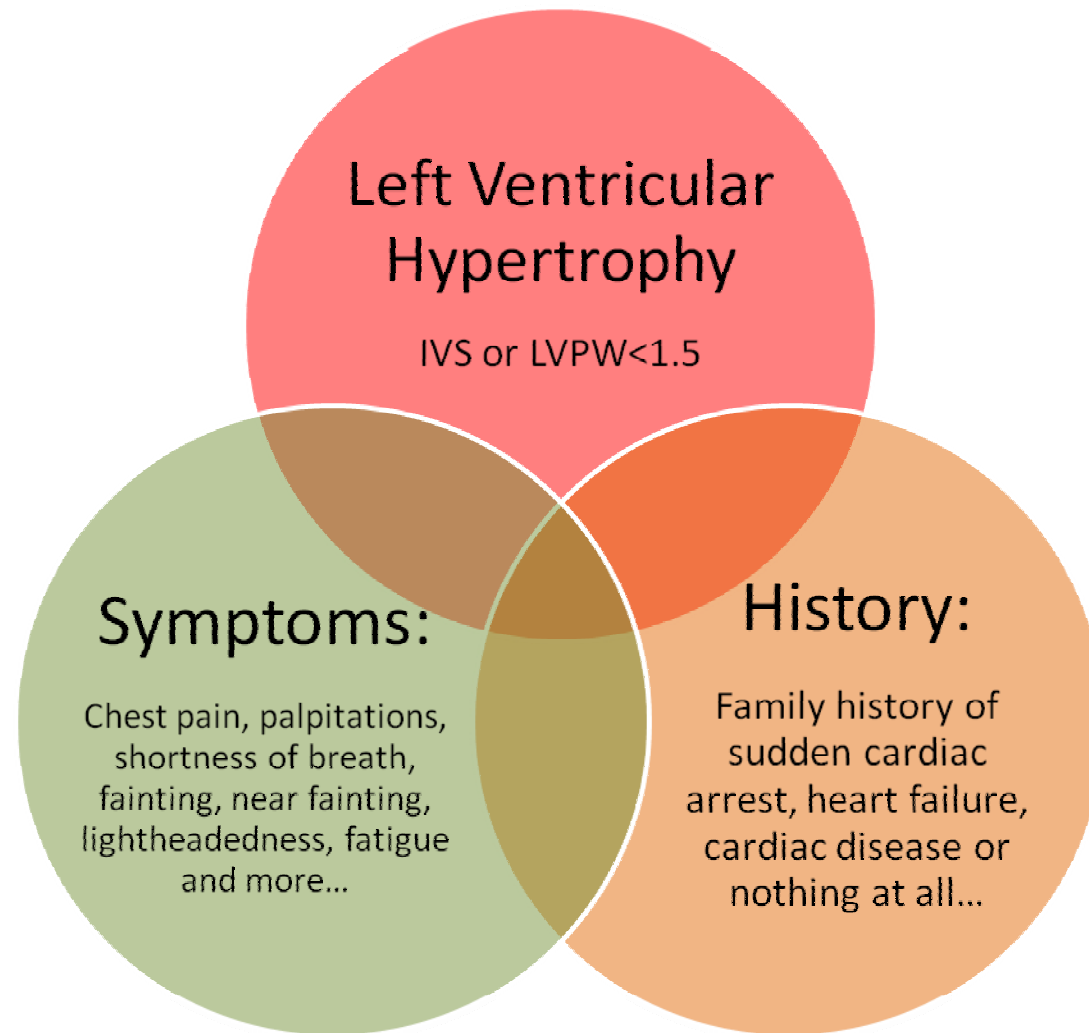 Left Ventricular
Hypertrophy
IVS or LVPW<1.5
Symptoms:
Chest pain, palpitations,
shortness of breath,
fainting, near fainting,
lightheadedness, fatigue
and more...
History:
Family history of
sudden cardiac
arrest, heart failure,
cardiac disease or
nothing at all...